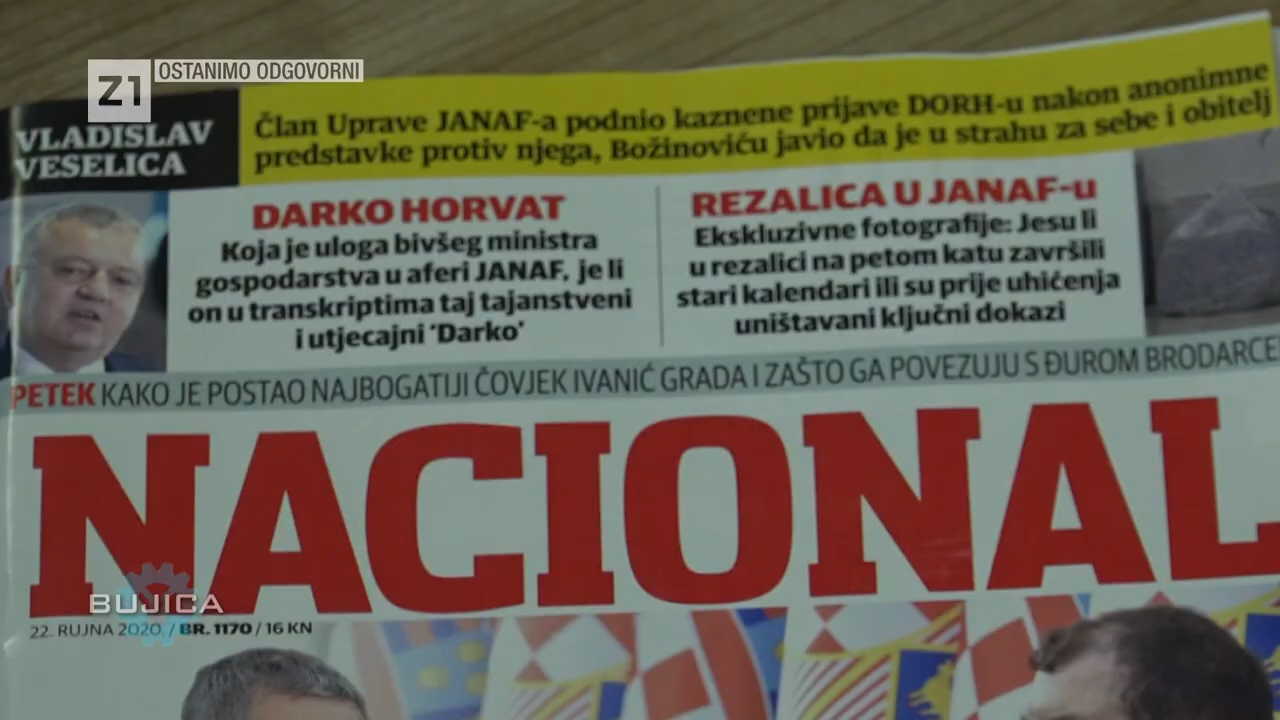 Z1 OSTANIMO ODGOVORNI
VLADISLAV
VESELICA
Član Uprave JANAF-a podnio kaznene prijave DORH-u nakon anonimne
predstavke protiv njega, Božinoviću javio da je u strahu za sebe i obitelj
DARKO HORVAT
Koja je uloga bivšeg ministra
gospodarstva u aferi JANAF, je li
on u transkriptima taj tajanstveni
i utjecajni ‘Darko’
REZALICA U JANAF-u
Ekskluzivne fotografije: Jesu li
u rezalici na petom katu završili
stari kalendari ili su prije uhićenja
uništavani ključni dokazi
PETEK KAKO JE POSTAO NAJBOGATIJI ČOVJEK IVANIĆ GRADA I ZAŠTO GA POVEZUJU S ĐUROM BRODARCE
NACIONAL
BUJICA
22. RUJNA 2020. / BR. 1170 / 16 KN